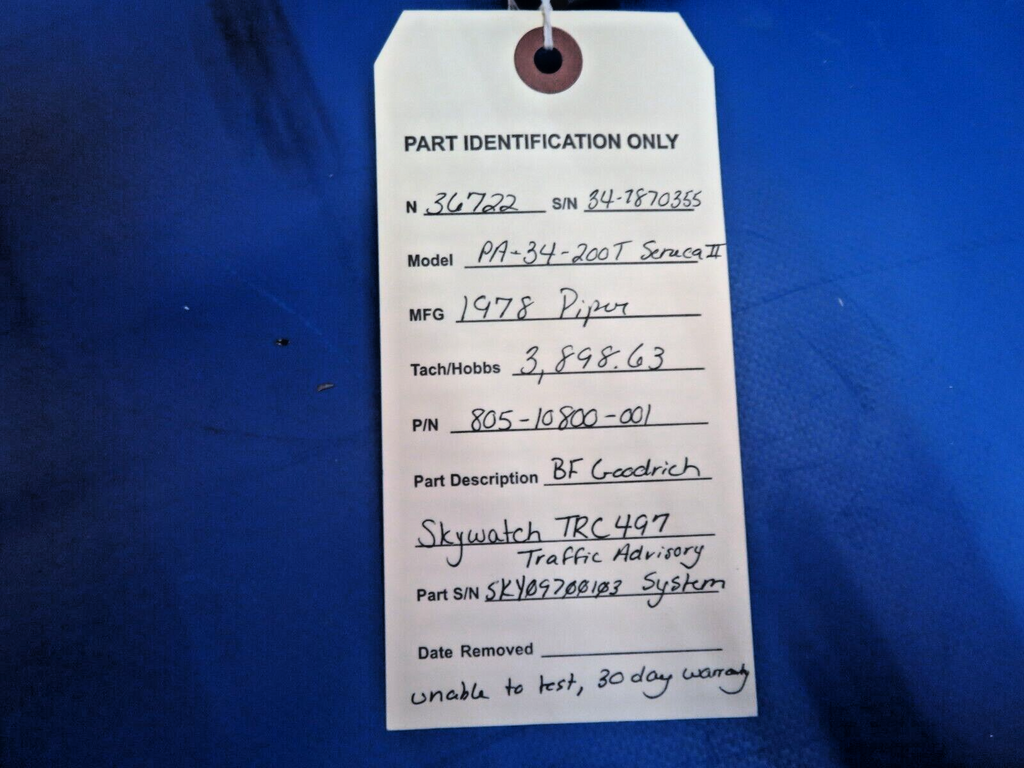 PART IDENTIFICATION ONLY
N 36722 S/N 34-7870355
Model PA-34-200T Seneca II
MFG 1978 Piper
Tach/Hobbs 3,898.63
P/N 805-10800-001
Part Description BF Goodrich
Skywatch TRC 497
Traffic Advisory
Part S/N SKY09700103 System
Date Removed
unable to test, 30 day warranty